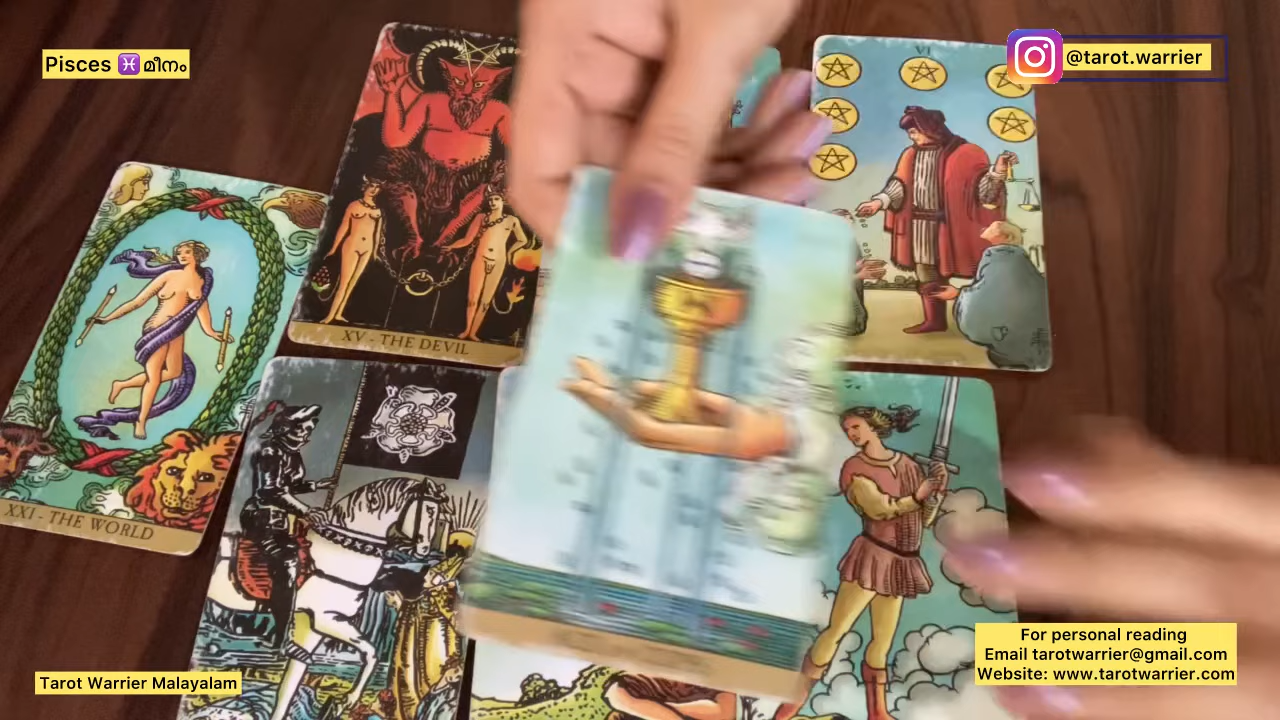 Pisces ♓ മീനം
@tarot.warrier
VI
XV - THE DEVIL
XXI - THE WORLD
Tarot Warrier Malayalam
For personal reading
Email tarotwarrier@gmail.com
Website: www.tarotwarrier.com